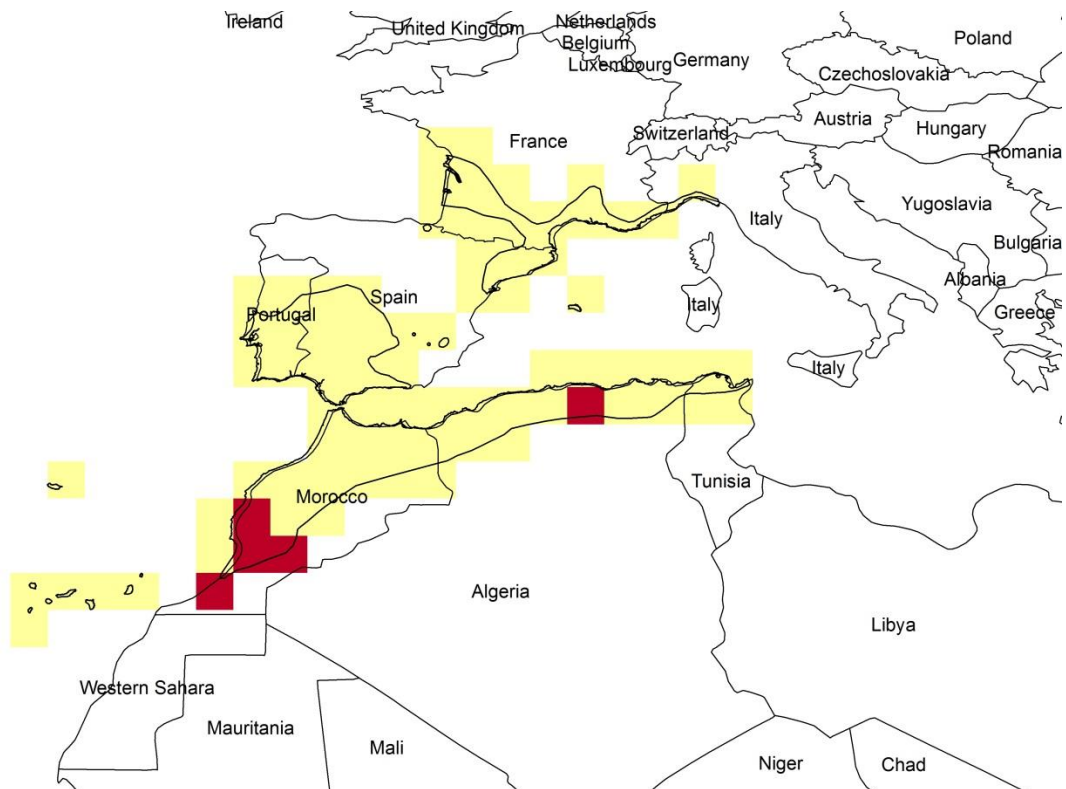 Ireland
United Kingdom
Netherlands
Belgium
Luxembourg
Germany
Poland
Czechoslovakia
Austria
Hungary
Romania
Switzerland
France
Yugoslavia
Italy
Bulgaria
Albania
Greece
Italy
Italy
Spain
Portugal
Tunisia
Morocco
Algeria
Libya
Western Sahara
Mauritania
Mali
Niger
Chad